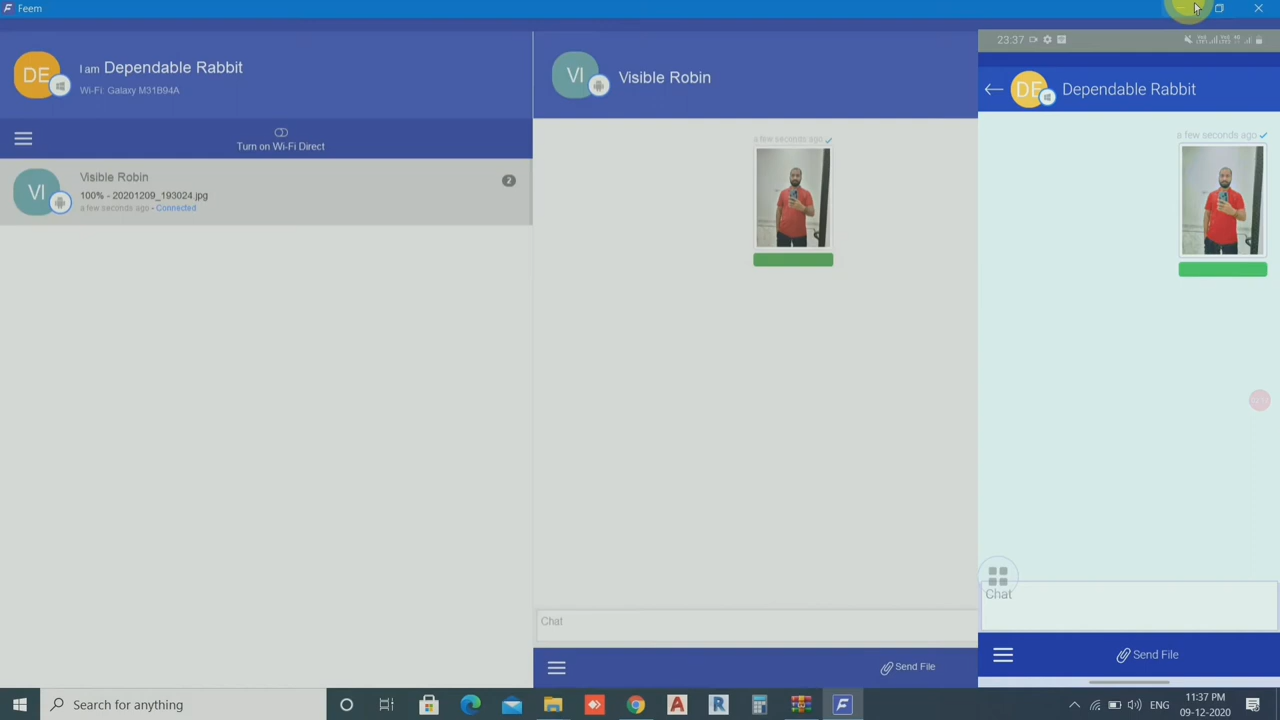 Feem
DE
I am Dependable Rabbit
Wi-Fi: Galaxy M31B94A
Turn on Wi-Fi Direct
VI
Visible Robin
100% - 20201209_193024.jpg
a few seconds ago - Connected
2
VI
Visible Robin
a few seconds ago
Chat
Send File
23:37
DE
Dependable Rabbit
a few seconds ago
Chat
Send File
Search for anything
ENG
11:37 PM
09-12-2020